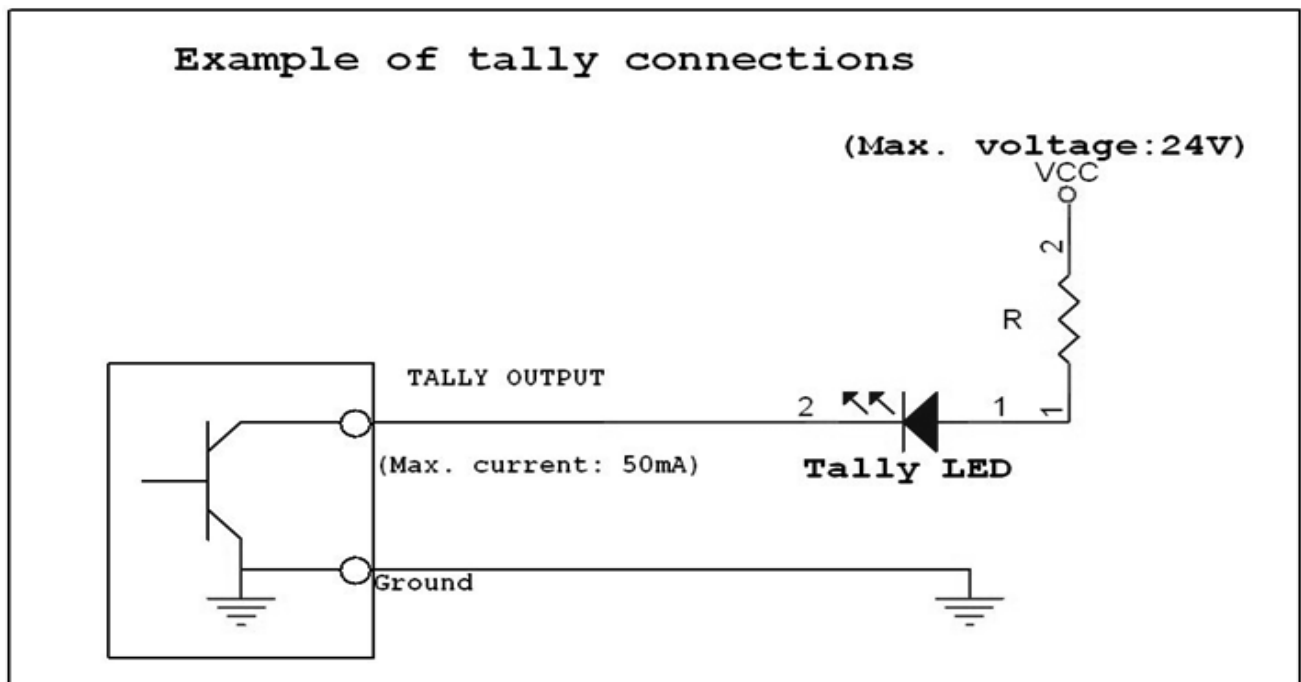 Example of tally connections
(Max. voltage:24V)
VCC
2
R
1
TALLY OUTPUT
2
1
(Max. current: 50mA)
Tally LED
Ground